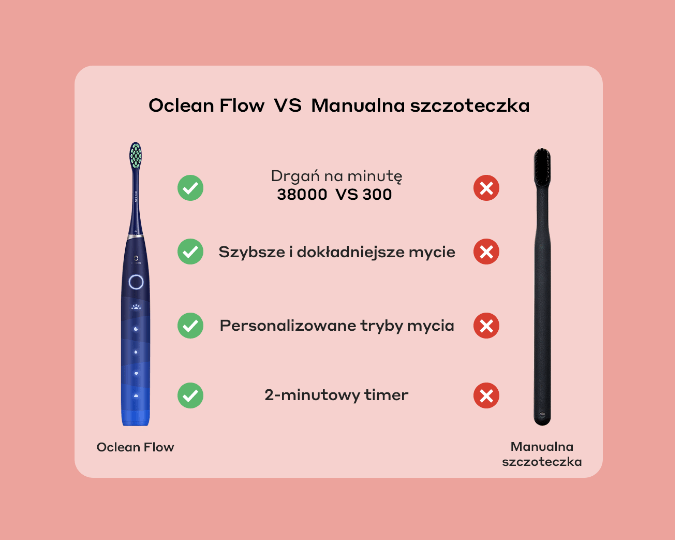 Oclean Flow VS Manualna szczoteczka
Drgań na minutę
38000 VS 300
Szybsze i dokładniejsze mycie
Personalizowane tryby mycia
2-minutowy timer
Oclean Flow
Manualna
szczoteczka